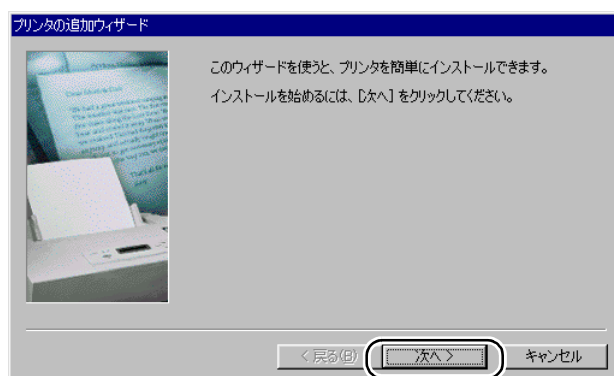 プリンタの追加ウィザード
このウィザードを使うと、プリンタを簡単にインストールできます。
インストールを始めるには、[次へ] をクリックしてください。
< 戻る(B)
次へ >
キャンセル